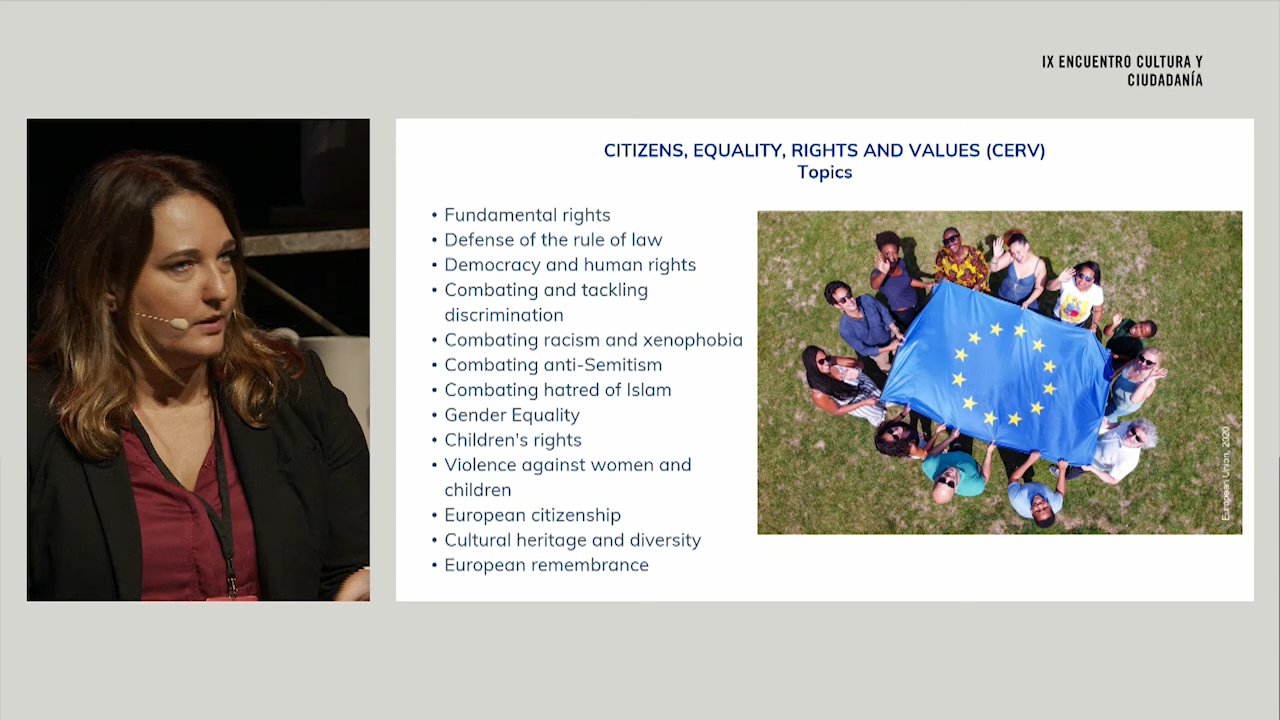 IX ENCUENTRO CULTURA Y
CIUDADANÍA
CITIZENS, EQUALITY, RIGHTS AND VALUES (CERV)
Topics
• Fundamental rights
• Defense of the rule of law
• Democracy and human rights
• Combating and tackling
discrimination
• Combating racism and xenophobia
• Combating anti-Semitism
• Combating hatred of Islam
• Gender Equality
• Children's rights
• Violence against women and
children
• European citizenship
• Cultural heritage and diversity
• European remembrance
European Union, 2020